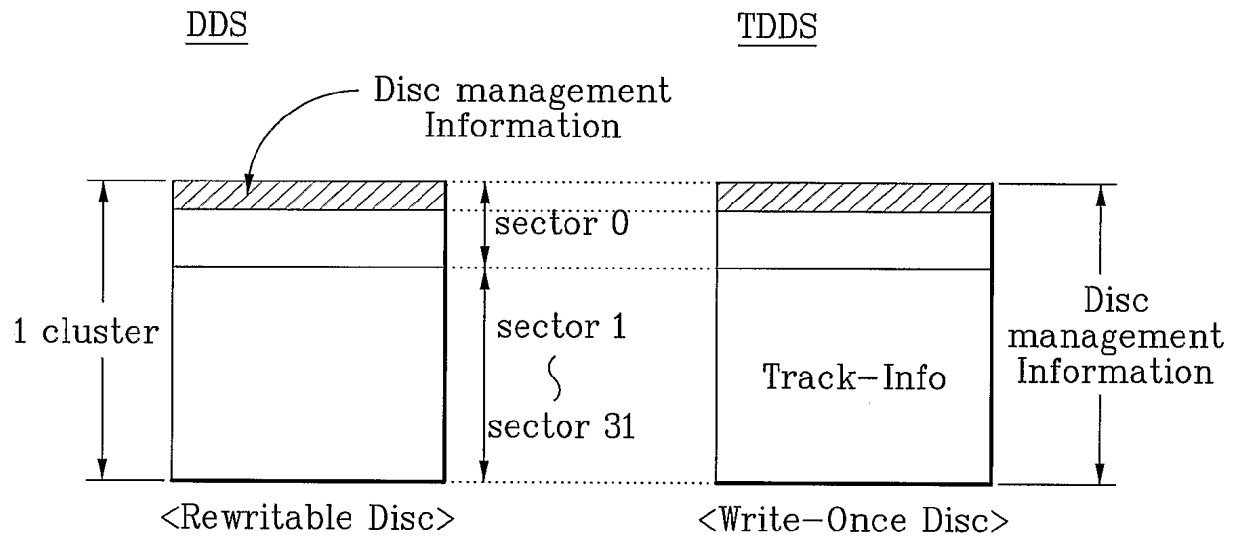 DDS
TDDS
Disc management
Information
sector 0
1 cluster
sector 1
sector 31
Track-Info
Disc
management
Information
<Rewritable Disc>
<Write-Once Disc>